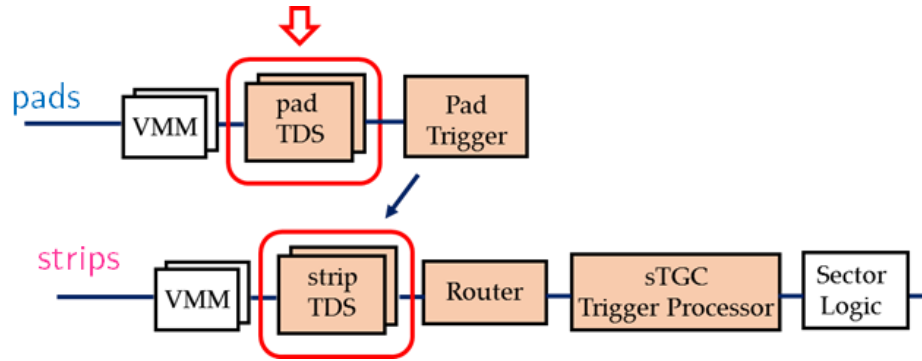 pads
VMM
pad
TDS
Pad
Trigger
strips
VMM
strip
TDS
Router
sTGC
Trigger Processor
Sector
Logic